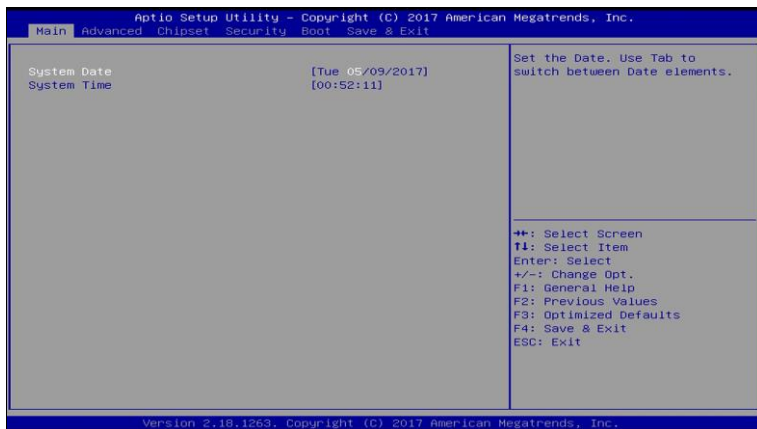 Aptio Setup Utility – Copyright (C) 2017 American Megatrends, Inc.
Main Advanced Chipset Security Boot Save & Exit
System Date [Tue 05/09/2017]
System Time [00:52:11]
Set the Date. Use Tab to
switch between Date elements.
→←: Select Screen
↑↓: Select Item
Enter: Select
+/-: Change Opt.
F1: General Help
F2: Previous Values
F3: Optimized Defaults
F4: Save & Exit
ESC: Exit
Version 2.18.1263. Copyright (C) 2017 American Megatrends, Inc.